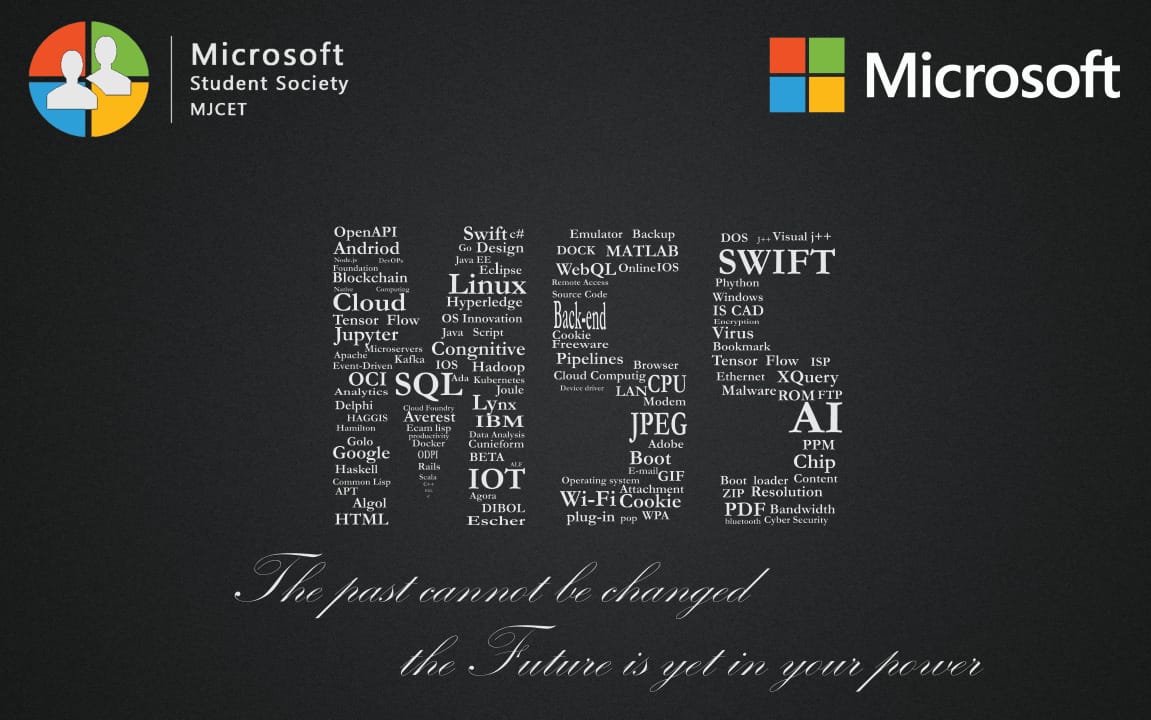 Microsoft
Student Society
MJCET
Microsoft
OpenAPI
Andriod
Node.js DevOPs
Foundation
Blockchain
Native Computing
Cloud
Tensor Flow
Jupyter
Microservers
Apache Kafka
Event-Driven
OCI SQL
Analytics
Delphi
HAGGIS
Hamilton
Golo
Google
Haskell
Common Lisp
APT
Algol
HTML
Cloud Foundry
Averest
Ecam lisp
productivity
Docker
ODPI
Rails
Scala
C++
Swift c#
Go Design
Java EE
Eclipse
Linux
Hyperledge
OS Innovation
Java Script
Congnitive
IOS Hadoop
Ada Kubernetes
Joule
Lynx
IBM
Data Analysis
Cunieform
BETA
ALF
IOT
Agora
DIBOL
Escher
Emulator Backup
DOCK MATLAB
WebQL OnlineIOS
Remote Access
Source Code
Back-end
Cookie
Freeware
Pipelines
Browser
Cloud Computig
Device driver LAN CPU
Modem
JPEG
Adobe
Boot
E-mail GIF
Operating system
Attachment
Wi-Fi Cookie
plug-in pop WPA
DOS j++ Visual j++
SWIFT
Phython
Windows
IS CAD
Encryption
Virus
Bookmark
Tensor Flow ISP
Ethernet XQuery
Malware ROM FTP
AI
PPM
Chip
Boot loader Content
ZIP Resolution
PDF Bandwidth
bluetooth Cyber Security
The past cannot be changed
the Future is yet in your power